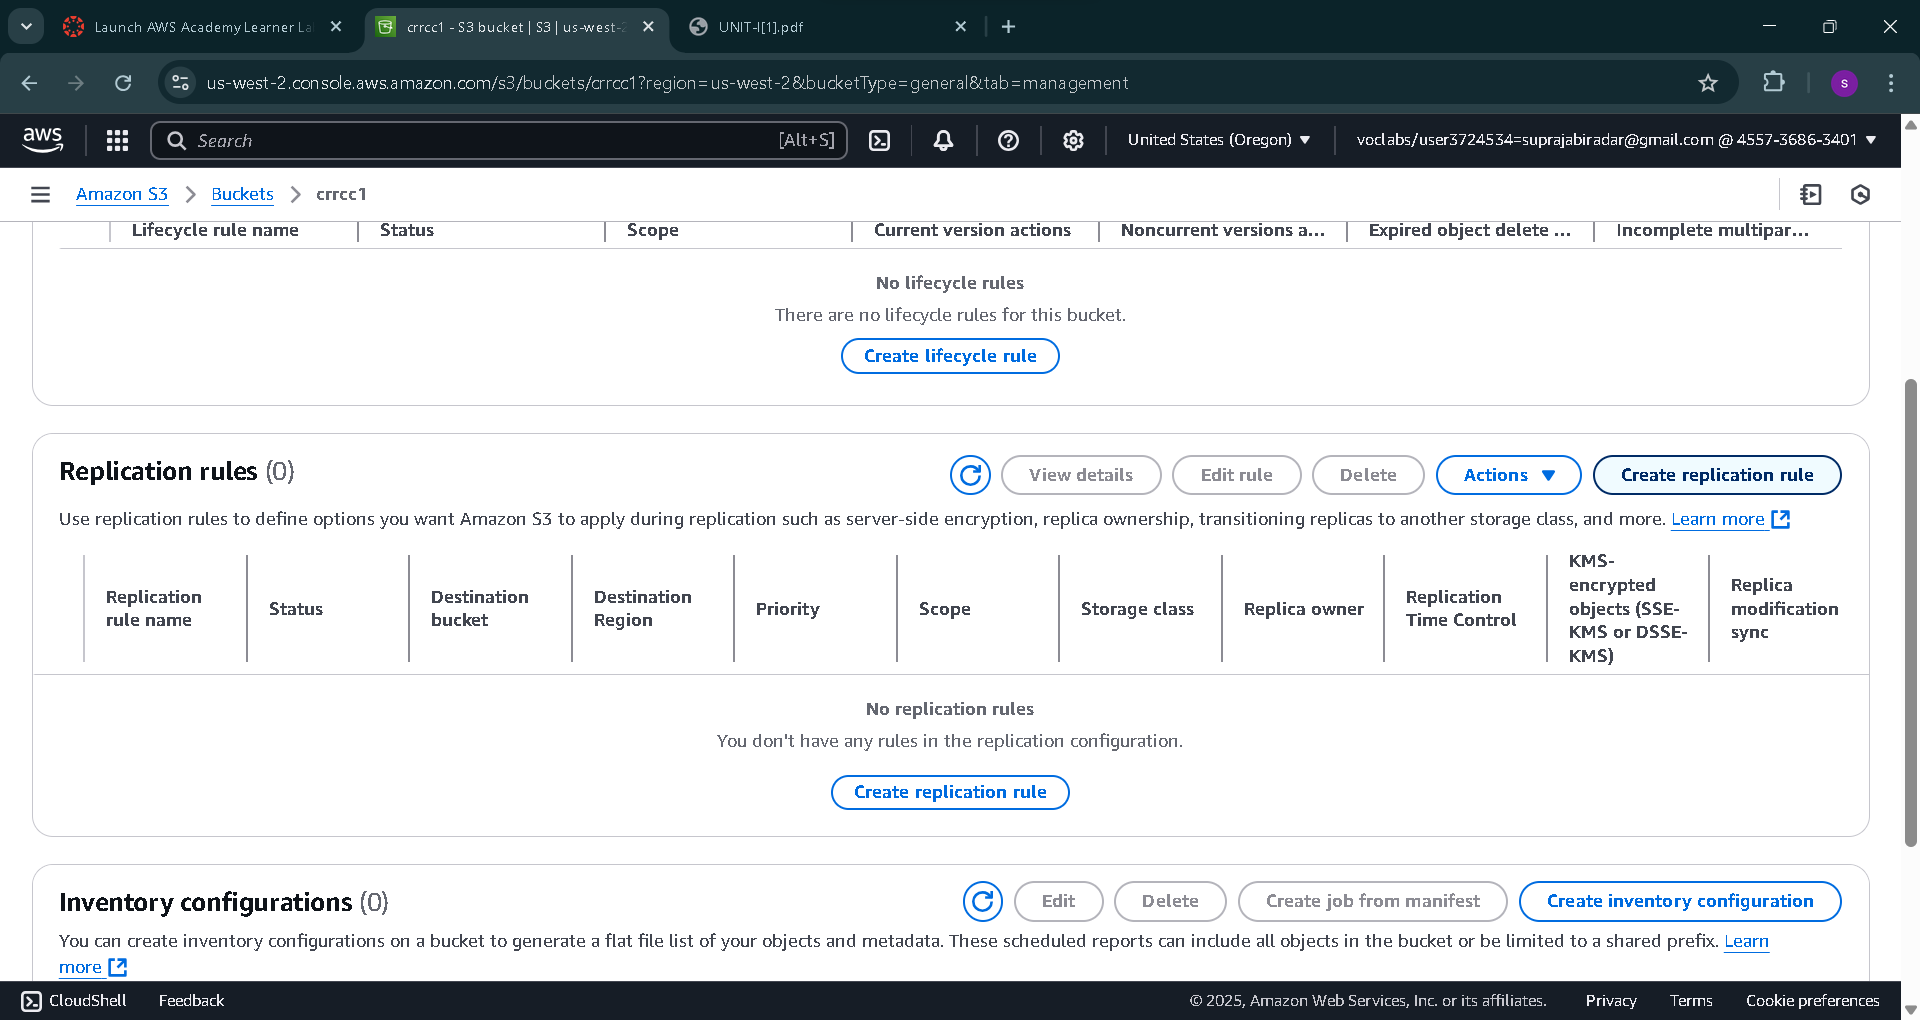 Launch AWS Academy Learner La
crrcc1 - S3 bucket | S3 | us-west-2
UNIT-I[1].pdf
us-west-2.console.aws.amazon.com/s3/buckets/crrcc1?region=us-west-2&bucketType=general&tab=management
S
aws
Search
[Alt+S]
United States (Oregon)
voclabs/user3724534=suprajabiradar@gmail.com @ 4557-3686-3401
Amazon S3
Buckets
crrcc1
Lifecycle rule name
Status
Scope
Current version actions
Noncurrent versions a...
Expired object delete ...
Incomplete multipar...
No lifecycle rules
There are no lifecycle rules for this bucket.
Create lifecycle rule
Replication rules (0)
View details
Edit rule
Delete
Actions
Create replication rule
Use replication rules to define options you want Amazon S3 to apply during replication such as server-side encryption, replica ownership, transitioning replicas to another storage class, and more. Learn more
Replication
rule name
Status
Destination
bucket
Destination
Region
Priority
Scope
Storage class
Replica owner
Replication
Time Control
KMS-
encrypted
objects (SSE-
KMS or DSSE-
KMS)
Replica
modification
sync
No replication rules
You don't have any rules in the replication configuration.
Create replication rule
Inventory configurations (0)
Edit
Delete
Create job from manifest
Create inventory configuration
You can create inventory configurations on a bucket to generate a flat file list of your objects and metadata. These scheduled reports can include all objects in the bucket or be limited to a shared prefix. Learn
more
CloudShell
Feedback
© 2025, Amazon Web Services, Inc. or its affiliates.
Privacy
Terms
Cookie preferences